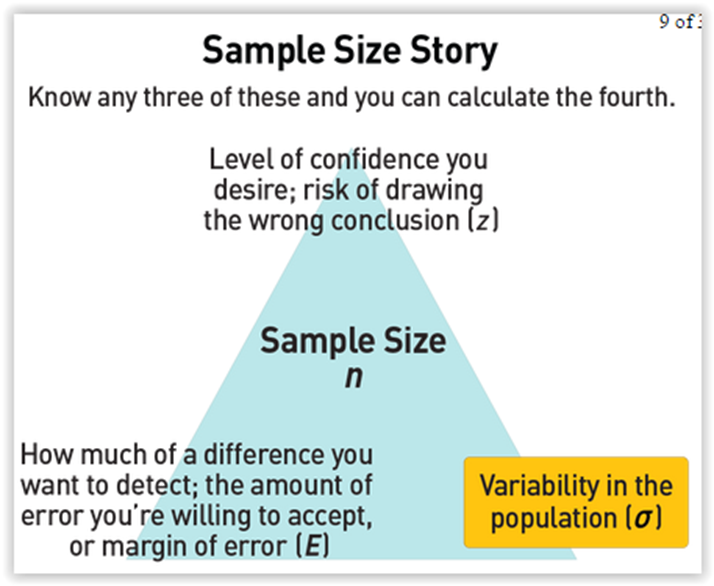 9 of
Sample Size Story
Know any three of these and you can calculate the fourth.
Level of confidence you
desire; risk of drawing
the wrong conclusion (z)
Sample Size
n
How much of a difference you
want to detect; the amount of
error you’re willing to accept,
or margin of error (E)
Variability in the
population (σ)